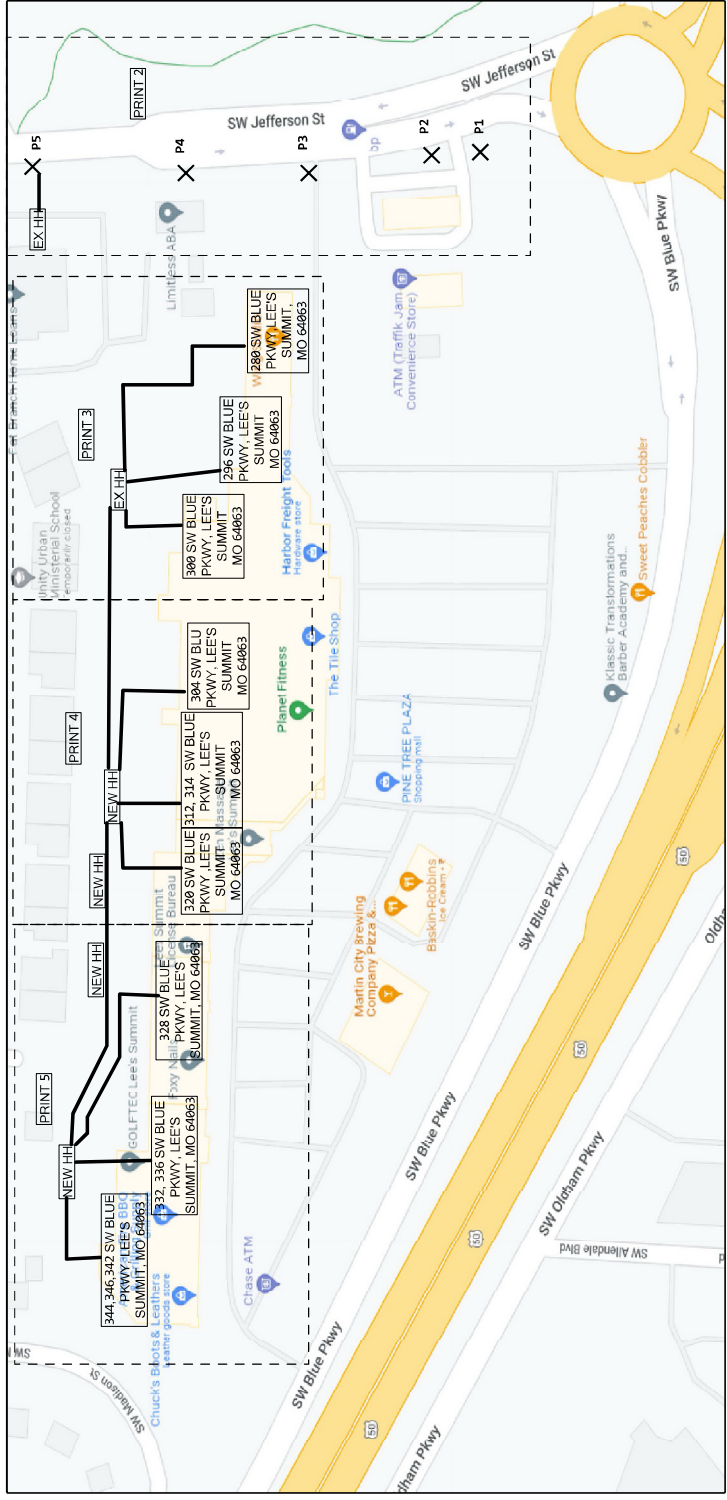 PRINT 2
SW Jefferson St
SW Jefferson St
P5
P4
P3
P2
P1
op
EX HH
Limitless ABA
SW Blue Pkwy
ATM (Traffik Jam
Convenience Store)
PRINT 3
EX HH
280 SW BLUE
PKWY, LEE'S
SUMMIT,
MO 64063
296 SW BLUE
PKWY, LEE'S
SUMMIT
MO 64063
300 SW BLUE
PKWY, LEE'S
SUMMIT
MO 64063
Harbor Freight Tools
Hardware store
Unity Urban
Ministerial School
Temporarily closed
Sweet Peaches Cobbler
Klassic Transformations
Barber Academy and...
PRINT 4
NEW HH
NEW HH
304 SW BLU
PKWY, LEE'S
SUMMIT
MO 64063
312, 314 SW BLUE
PKWY, LEE'S
SUMMIT
MO 64063
320 SW BLUE
PKWY ,LEE'S
SUMMIT
MO 64063
The Tile Shop
Planet Fitness
PINE TREE PLAZA
Shopping mall
Baskin-Robbins
Ice Cream • ₹
Martin City Brewing
Company Pizza &...
SW Blue Pkwy
50
NEW HH
PRINT 5
NEW HH
328 SW BLUE
PKWY, LEE'S
SUMMIT, MO 64063
332, 336 SW BLUE
PKWY, LEE'S
SUMMIT, MO 64063
344,346,342 SW BLUE
PKWY, LEE'S
SUMMIT, MO 64063
License Bureau
Foxy Nails
GOLFTEC Lee's Summit
BBQ
Chuck's Boots & Leathers
Leather goods store
Chase ATM
SW Blue Pkwy
50
SW Oldham Pkwy
SW Allendale Blvd
50
SW Blue Pkwy
SW Madison St
SW
50